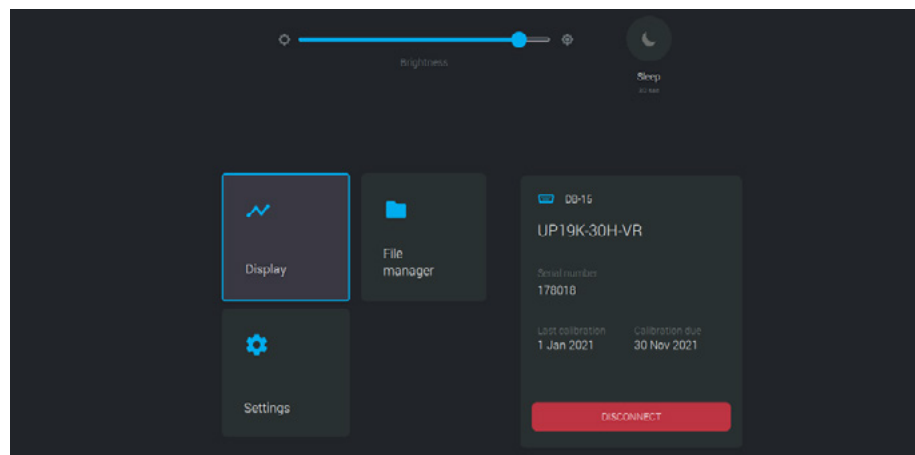 Brightness
Sleep
Display
File
manager
Settings
DB-15
UP19K-30H-VR
Serial number
178018
Last calibration Calibration due
1 Jan 2021 30 Nov 2021
DISCONNECT